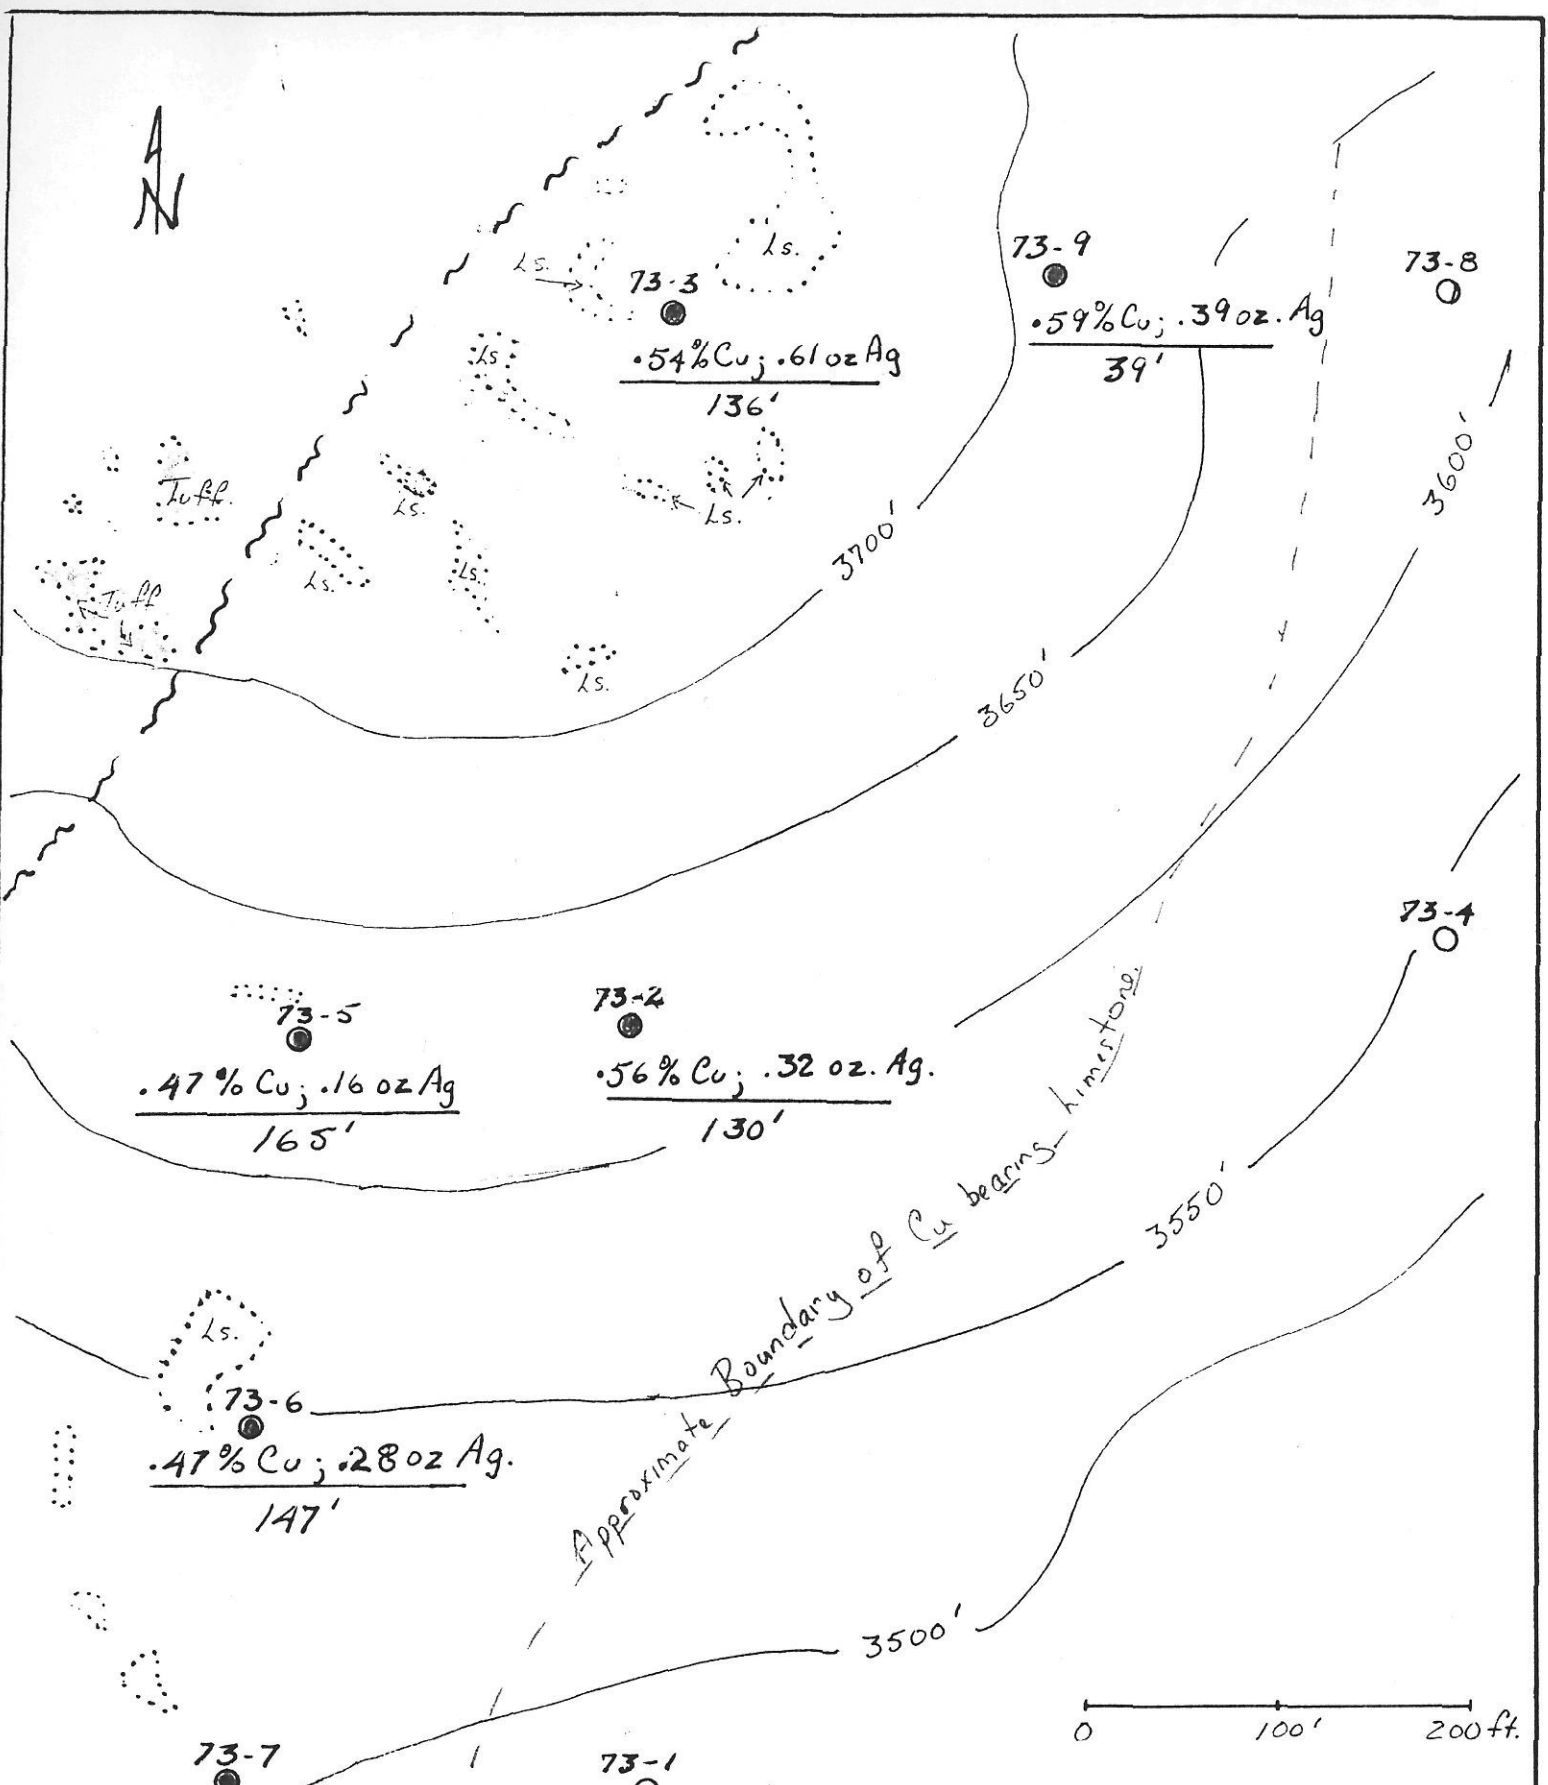 N
73-9
73-8
Ls.
Ls.
73-3
.59% Cu; .39 oz. Ag
39'
.54% Cu; .61 oz Ag
136'
Ls
3600'
Tuff.
Ls.
Ls.
3700'
Ls.
Ls.
Tuff
Ls.
3650'
73-4
73-5
73-2
.47% Cu; .16 oz Ag
165'
.56% Cu; .32 oz. Ag.
130'
Approximate Boundary of Cu bearing Limestone.
3550'
Ls.
73-6
.47% Cu; .28 oz Ag.
147'
3500'
0 100' 200 ft.
73-7
73-1